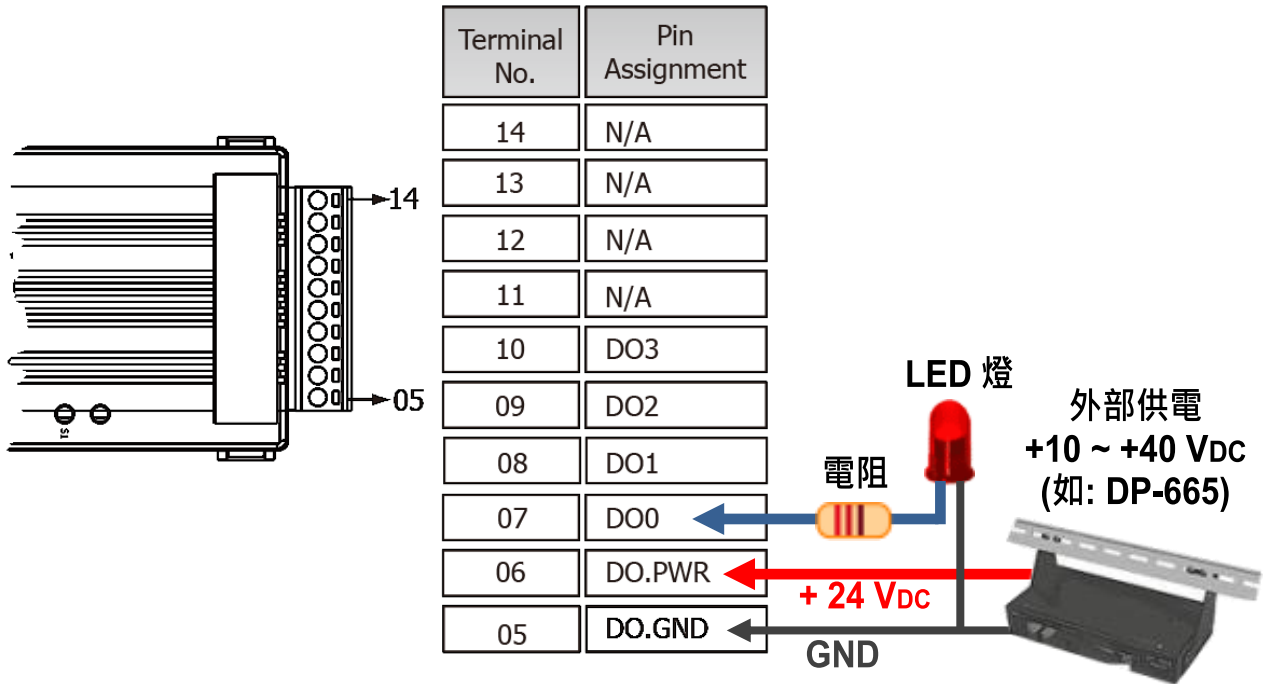 Terminal No.
Pin Assignment
14 N/A
13 N/A
12 N/A
11 N/A
10 DO3
09 DO2
08 DO1
07 DO0
06 DO.PWR
05 DO.GND
14
05
S1
LED 燈
電阻
外部供電
+10 ~ +40 VDC
(如: DP-665)
+ 24 VDC
GND